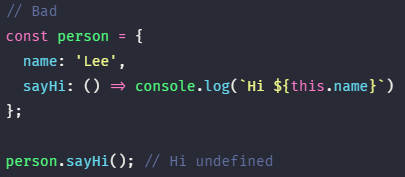 // Bad
const person = {
  name: 'Lee',
  sayHi: () => console.log(`Hi ${this.name}`)
};
person.sayHi(); // Hi undefined